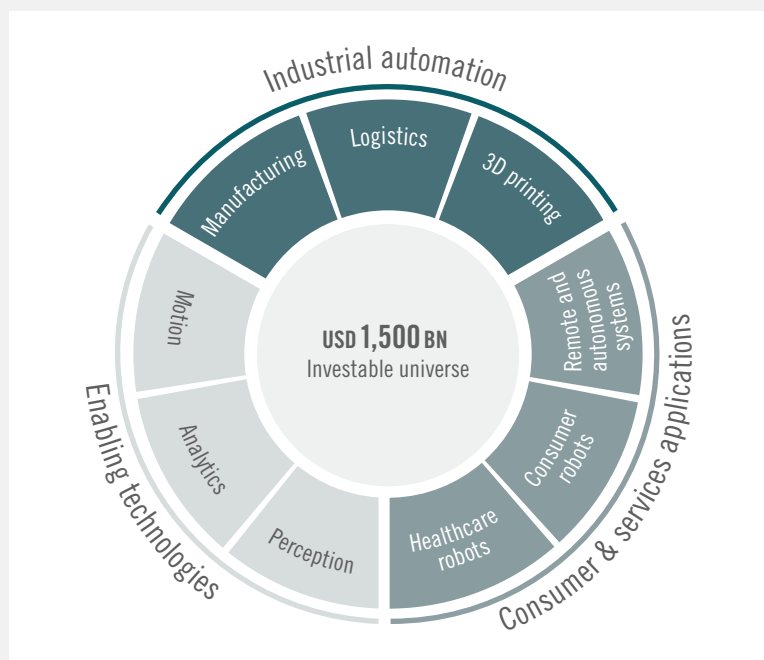 Industrial automation
Manufacturing
Logistics
3D printing
Remote and
autonomous
systems
Consumer
robots
Healthcare
robots
Consumer & services applications
Perception
Analytics
Motion
Enabling technologies
USD 1,500 BN
Investable universe